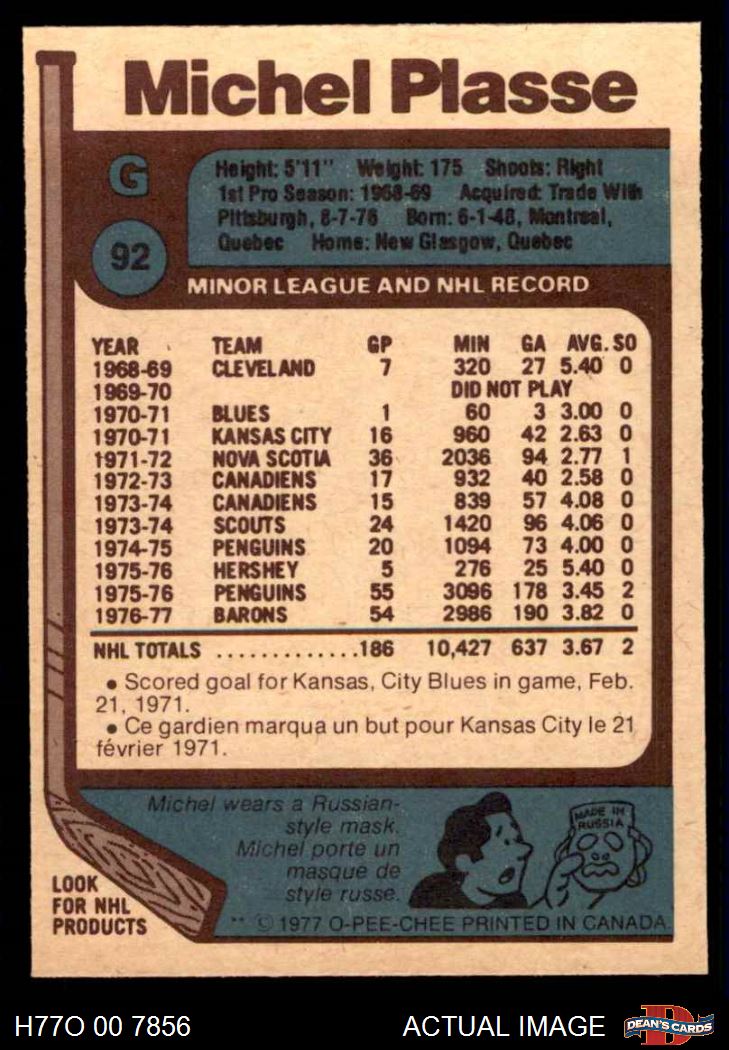 Michel Plasse
G
Height: 5'11" Weight: 175 Shoots: Right
1st Pro Season: 1968-69 Acquired: Trade With
Pittsburgh, 8-7-76 Born: 6-1-48, Montreal,
Quebec Home: New Glasgow, Quebec
92
MINOR LEAGUE AND NHL RECORD
YEAR TEAM GP MIN GA AVG. SO
1968-69 CLEVELAND 7 320 27 5.40 0
1969-70 DID NOT PLAY
1970-71 BLUES 1 60 3 3.00 0
1970-71 KANSAS CITY 16 960 42 2.63 0
1971-72 NOVA SCOTIA 36 2036 94 2.77 1
1972-73 CANADIENS 17 932 40 2.58 0
1973-74 CANADIENS 15 839 57 4.08 0
1973-74 SCOUTS 24 1420 96 4.06 0
1974-75 PENGUINS 20 1094 73 4.00 0
1975-76 HERSHEY 5 276 25 5.40 0
1975-76 PENGUINS 55 3096 178 3.45 2
1976-77 BARONS 54 2986 190 3.82 0
NHL TOTALS .............186 10,427 637 3.67 2
• Scored goal for Kansas, City Blues in game, Feb.
21, 1971.
• Ce gardien marqua un but pour Kansas City le 21
février 1971.
Michel wears a Russian-
style mask.
Michel porte un
masque de
style russe.
MADE IN
RUSSIA
LOOK
FOR NHL
PRODUCTS
** © 1977 O-PEE-CHEE PRINTED IN CANADA.
H77O 00 7856 ACTUAL IMAGE
D
DEAN'S CARDS